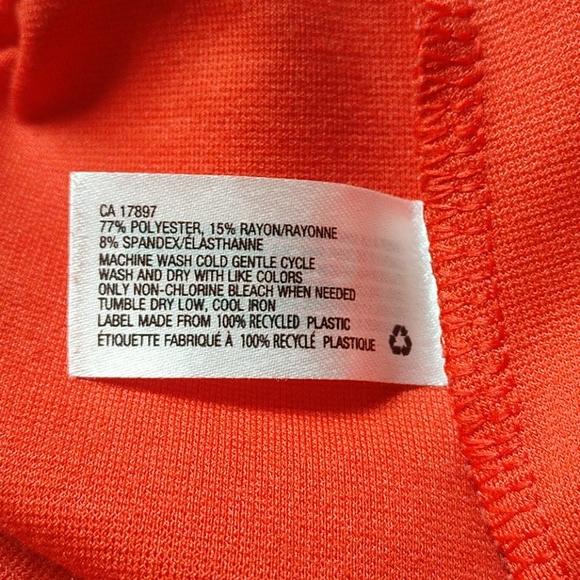 CA 17897
77% POLYESTER, 15% RAYON/RAYONNE
8% SPANDEX/ÉLASTHANNE
MACHINE WASH COLD GENTLE CYCLE
WASH AND DRY WITH LIKE COLORS
ONLY NON-CHLORINE BLEACH WHEN NEEDED
TUMBLE DRY LOW, COOL IRON
LABEL MADE FROM 100% RECYCLED PLASTIC
ÉTIQUETTE FABRIQUÉ À 100% RECYCLÉ PLASTIQUE